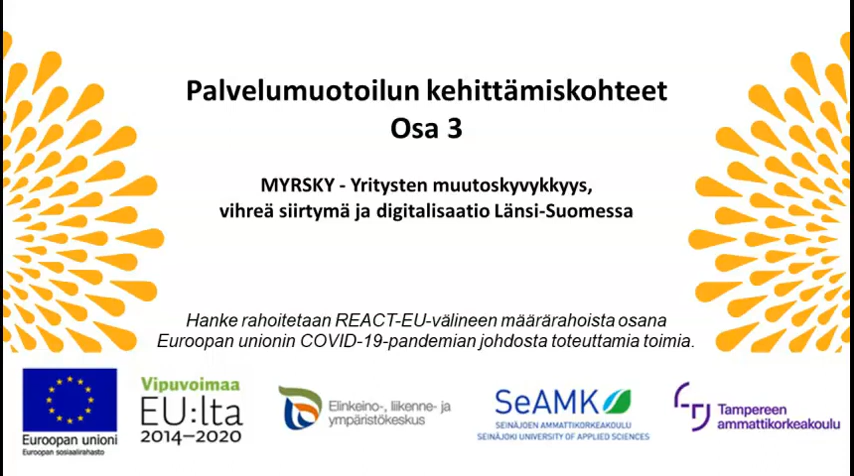 Palvelumuotoilun kehittämiskohteet
Osa 3
MYRSKY - Yritysten muutoskyvykkyys,
vihreä siirtymä ja digitalisaatio Länsi-Suomessa
Hanke rahoitetaan REACT-EU-välineen määrärahoista osana
Euroopan unionin COVID-19-pandemian johdosta toteuttamia toimia.
Euroopan unioni
Euroopan sosiaalirahasto
Vipuvoimaa
EU:lta
2014–2020
Elinkeino-, liikenne- ja
ympäristökeskus
SeAMK
SEINÄJOEN AMMATTIKORKEAKOULU
SEINÄJOKI UNIVERSITY OF APPLIED SCIENCES
Tampereen
ammattikorkeakoulu